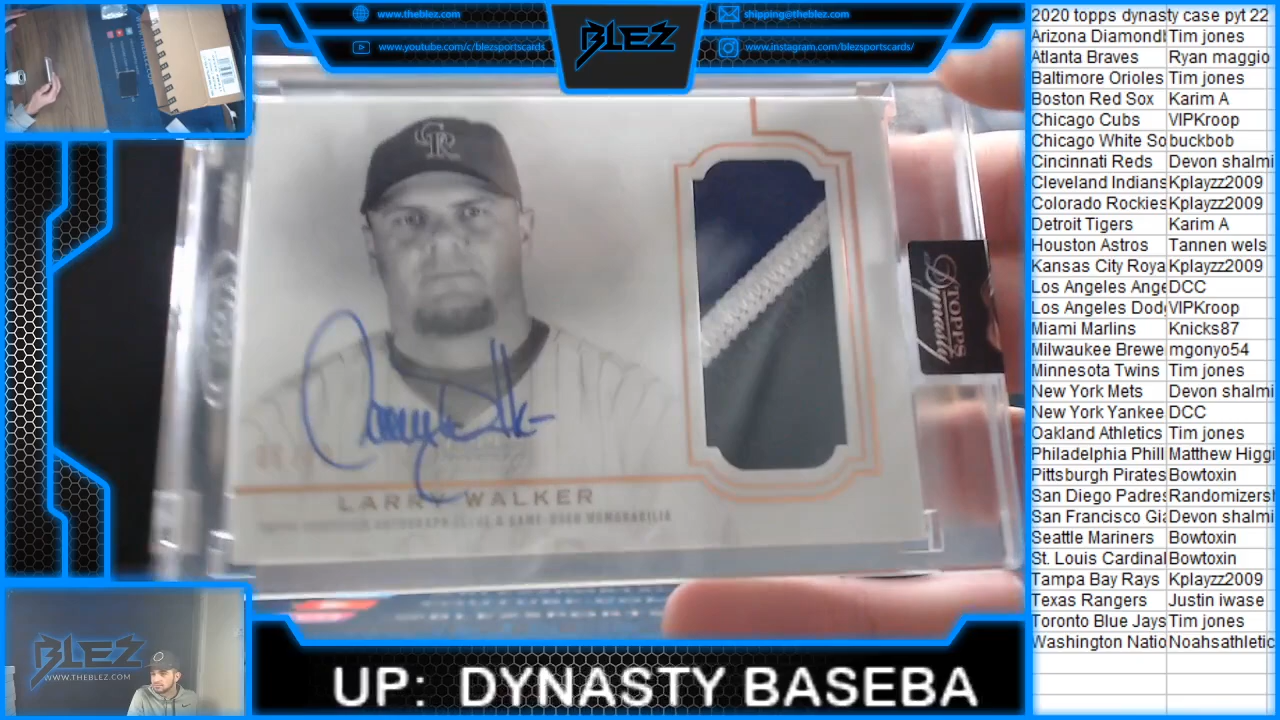 www.theblez.com
shipping@theblez.com
www.youtube.com/c/blezsportscards
www.instagram.com/blezsportscards/
BLEZ
CR
TOPPS
Dynasty
LARRY WALKER
BLEZ
WWW.THEBLEZ.COM
UP: DYNASTY BASEBA
2020 topps dynasty case pyt 22
Arizona Diamond Tim jones
Atlanta Braves Ryan maggio
Baltimore Orioles Tim jones
Boston Red Sox Karim A
Chicago Cubs VIPKroop
Chicago White So buckbob
Cincinnati Reds Devon shalmi
Cleveland Indians Kplayzz2009
Colorado Rockies Kplayzz2009
Detroit Tigers Karim A
Houston Astros Tannen wels
Kansas City Roya Kplayzz2009
Los Angeles Ange DCC
Los Angeles Dod VIPKroop
Miami Marlins Knicks87
Milwaukee Brewe mgonyo54
Minnesota Twins Tim jones
New York Mets Devon shalmi
New York Yankee DCC
Oakland Athletics Tim jones
Philadelphia Phill Matthew Higgi
Pittsburgh Pirates Bowtoxin
San Diego Padres Randomizersh
San Francisco Gia Devon shalmi
Seattle Mariners Bowtoxin
St. Louis Cardinal Bowtoxin
Tampa Bay Rays Kplayzz2009
Texas Rangers Justin iwase
Toronto Blue Jays Tim jones
Washington Natio Noahsathletic